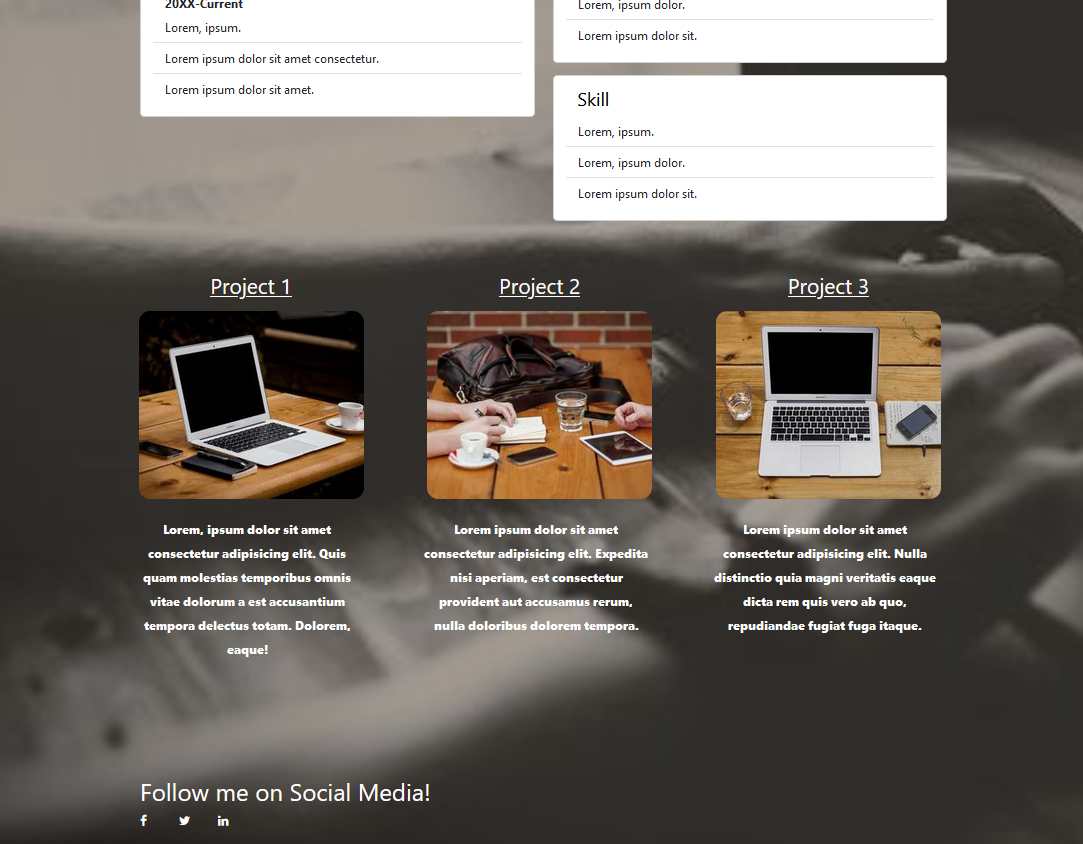 20XX-Current
Lorem, ipsum.
Lorem ipsum dolor sit amet consectetur.
Lorem ipsum dolor sit amet.
Lorem, ipsum dolor.
Lorem ipsum dolor sit.
Skill
Lorem, ipsum.
Lorem, ipsum dolor.
Lorem ipsum dolor sit.
Project 1
Lorem, ipsum dolor sit amet
consectetur adipisicing elit. Quis
quam molestias temporibus omnis
vitae dolorum a est accusantium
tempora delectus totam. Dolorem,
eaque!
Project 2
Lorem ipsum dolor sit amet
consectetur adipisicing elit. Expedita
nisi aperiam, est consectetur
provident aut accusamus rerum,
nulla doloribus dolorem tempora.
Project 3
Lorem ipsum dolor sit amet
consectetur adipisicing elit. Nulla
distinctio quia magni veritatis eaque
dicta rem quis vero ab quo,
repudiandae fugiat fuga itaque.
Follow me on Social Media!